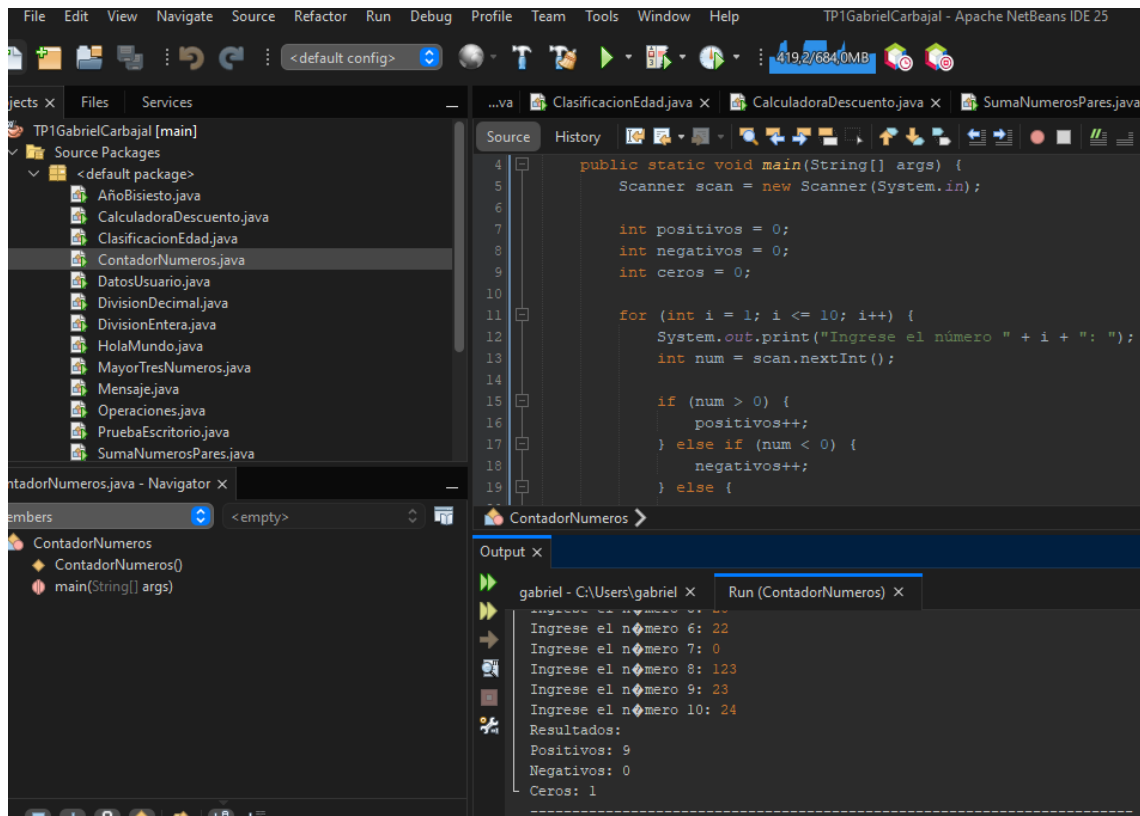 File Edit View Navigate Source Refactor Run Debug Profile Team Tools Window Help TP1GabrielCarbajal - Apache NetBeans IDE 25
<default config> 419,2/684,0MB
jects × Files Services
TP1GabrielCarbajal [main]
Source Packages
<default package>
AñoBisiesto.java
CalculadoraDescuento.java
ClasificacionEdad.java
ContadorNumeros.java
DatosUsuario.java
DivisionDecimal.java
DivisionEntera.java
HolaMundo.java
MayorTresNumeros.java
Mensaje.java
Operaciones.java
PruebaEscritorio.java
SumaNumerosPares.java
ntadorNumeros.java - Navigator ×
embers <empty>
ContadorNumeros
ContadorNumeros()
main(String[] args)
...va ClasificacionEdad.java × CalculadoraDescuento.java × SumaNumerosPares.java
Source History
4 public static void main(String[] args) {
5 Scanner scan = new Scanner(System.in);
6
7 int positivos = 0;
8 int negativos = 0;
9 int ceros = 0;
10
11 for (int i = 1; i <= 10; i++) {
12 System.out.print("Ingrese el número " + i + ": ");
13 int num = scan.nextInt();
14
15 if (num > 0) {
16 positivos++;
17 } else if (num < 0) {
18 negativos++;
19 } else {
ContadorNumeros
Output ×
gabriel - C:\Users\gabriel × Run (ContadorNumeros) ×
Ingrese el n�mero 6: 22
Ingrese el n�mero 7: 0
Ingrese el n�mero 8: 123
Ingrese el n�mero 9: 23
Ingrese el n�mero 10: 24
Resultados:
Positivos: 9
Negativos: 0
Ceros: 1